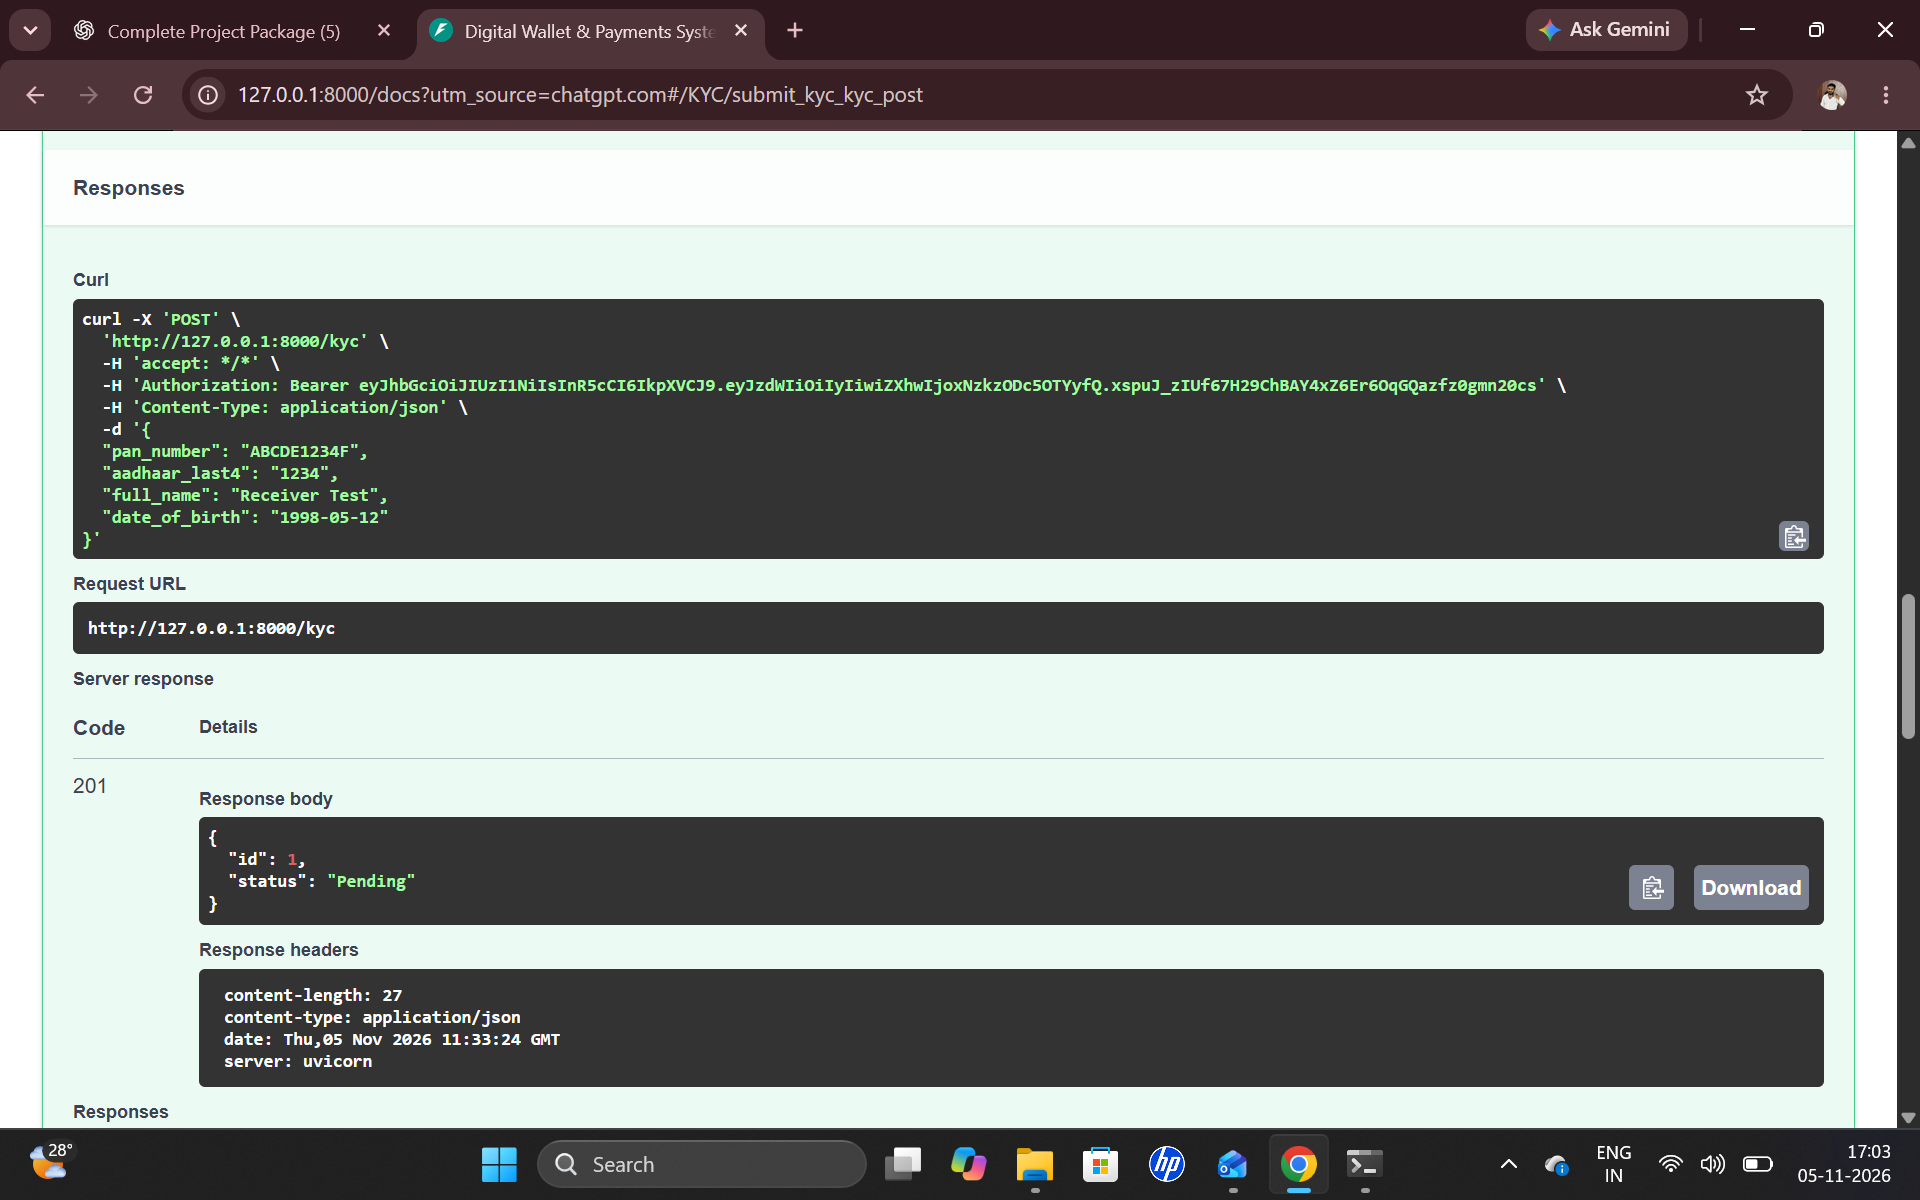 Complete Project Package (5)
Digital Wallet & Payments Syste
Ask Gemini
127.0.0.1:8000/docs?utm_source=chatgpt.com#/KYC/submit_kyc_kyc_post
Responses
Curl
curl -X 'POST' \
'http://127.0.0.1:8000/kyc' \
-H 'accept: */*' \
-H 'Authorization: Bearer eyJhbGciOiJIUzI1NiIsInR5cCI6IkpXVCJ9.eyJzdWIiOiIyIiwiZXhwIjoxNzkzODc5OTYyfQ.xspuJ_zIUf67H29ChBAY4xZ6Er6OqGQazfz0gmn20cs' \
-H 'Content-Type: application/json' \
-d '{
"pan_number": "ABCDE1234F",
"aadhaar_last4": "1234",
"full_name": "Receiver Test",
"date_of_birth": "1998-05-12"
}'
Request URL
http://127.0.0.1:8000/kyc
Server response
Code Details
201
Response body
{
"id": 1,
"status": "Pending"
}
Download
Response headers
content-length: 27
content-type: application/json
date: Thu,05 Nov 2026 11:33:24 GMT
server: uvicorn
Responses
28°
Search
hp
ENG
IN
17:03
05-11-2026